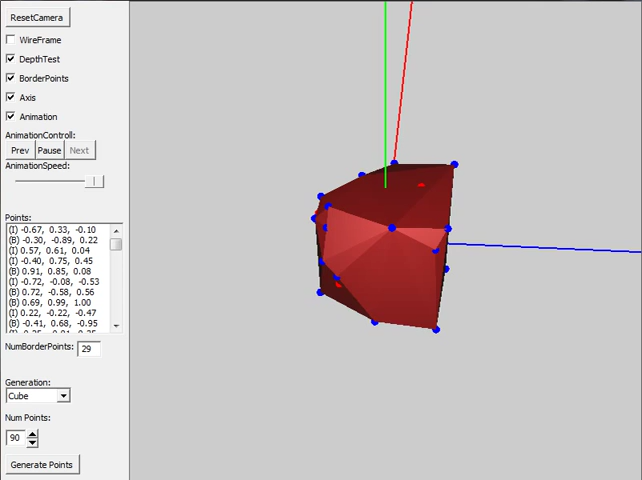 ResetCamera
WireFrame
DepthTest
BorderPoints
Axis
Animation
AnimationControll:
Prev Pause Next
AnimationSpeed:
Points:
(I) -0.67, 0.33, -0.10
(B) -0.30, -0.89, 0.22
(I) 0.57, 0.61, 0.04
(I) -0.40, 0.75, 0.45
(B) 0.91, 0.85, 0.08
(I) -0.72, -0.08, -0.53
(B) 0.72, -0.58, 0.56
(B) 0.69, 0.99, 1.00
(I) 0.22, -0.22, -0.47
(B) -0.41, 0.68, -0.95
NumBorderPoints: 29
Generation:
Cube
Num Points:
90
Generate Points